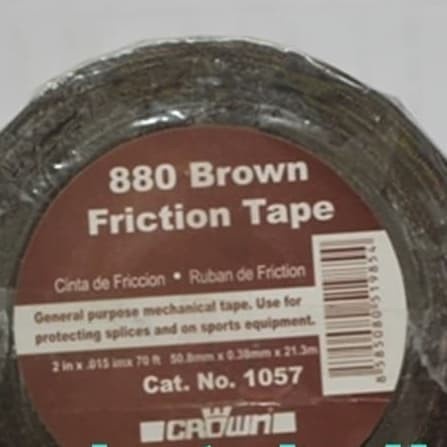 880 Brown
Friction Tape
Cinta de Friccion • Ruban de Friction
General purpose mechanical tape. Use for
protecting splices and on sports equipment.
2 in x .015 in x 70 ft 50.8mm x 0.38mm x 21.3m
Cat. No. 1057
CROWN